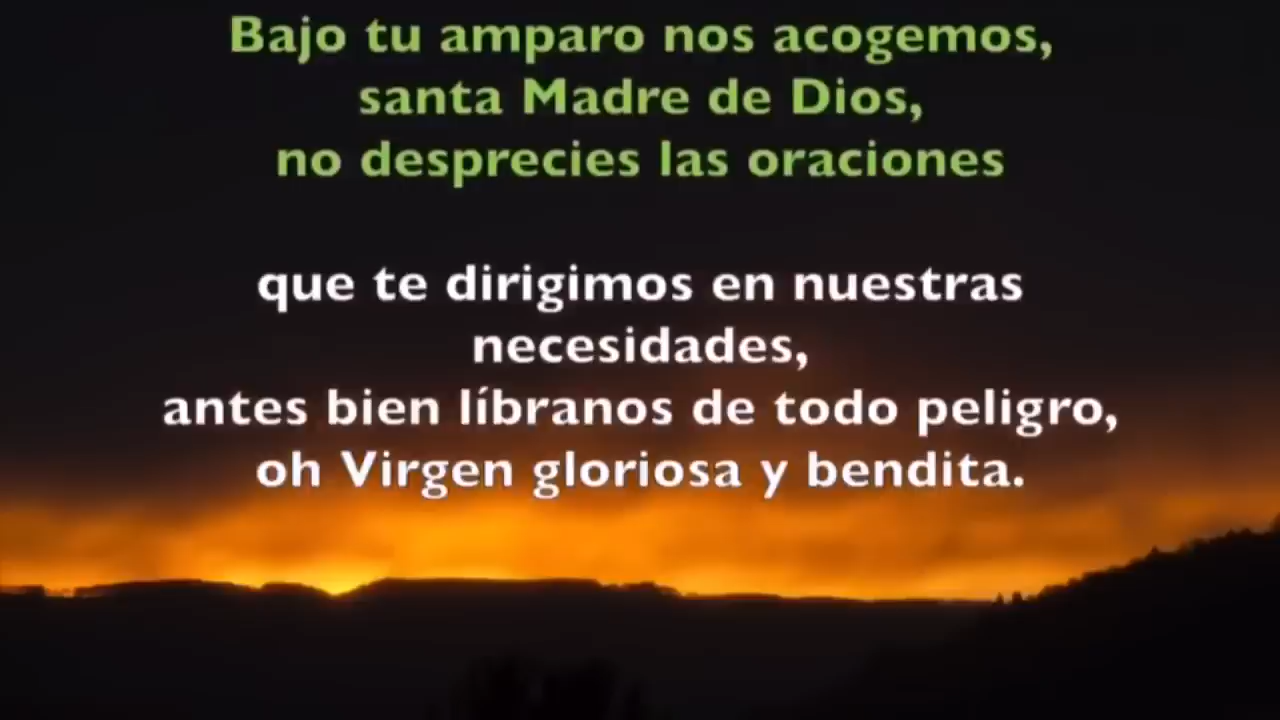 Bajo tu amparo nos acogemos,
santa Madre de Dios,
no desprecies las oraciones
que te dirigimos en nuestras
necesidades,
antes bien líbranos de todo peligro,
oh Virgen gloriosa y bendita.